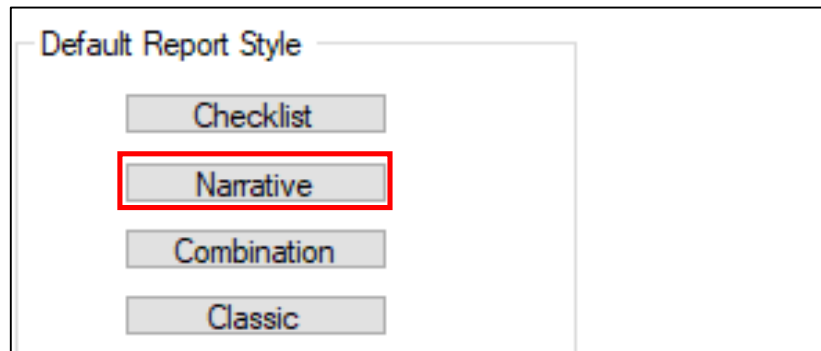 Default Report Style
Checklist
Narrative
Combination
Classic